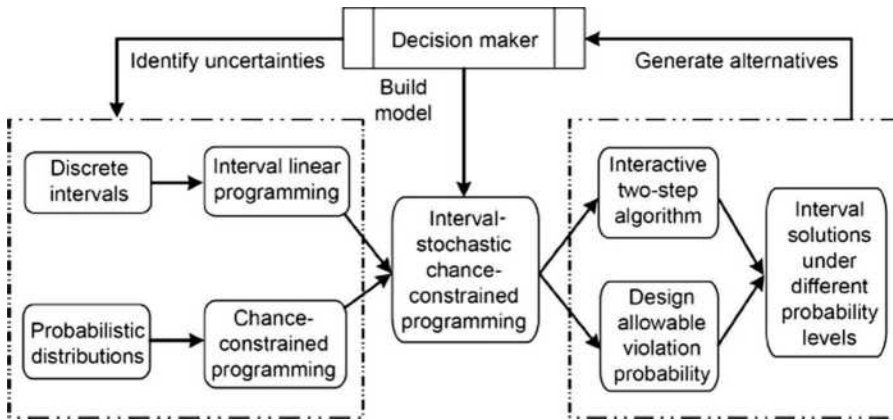 Decision maker
Identify uncertainties
Generate alternatives
Build
model
Discrete
intervals
Interval linear
programming
Probabilistic
distributions
Chance-
constrained
programming
Interval-
stochastic
chance-
constrained
programming
Interactive
two-step
algorithm
Design
allowable
violation
probability
Interval
solutions
under
different
probability
levels